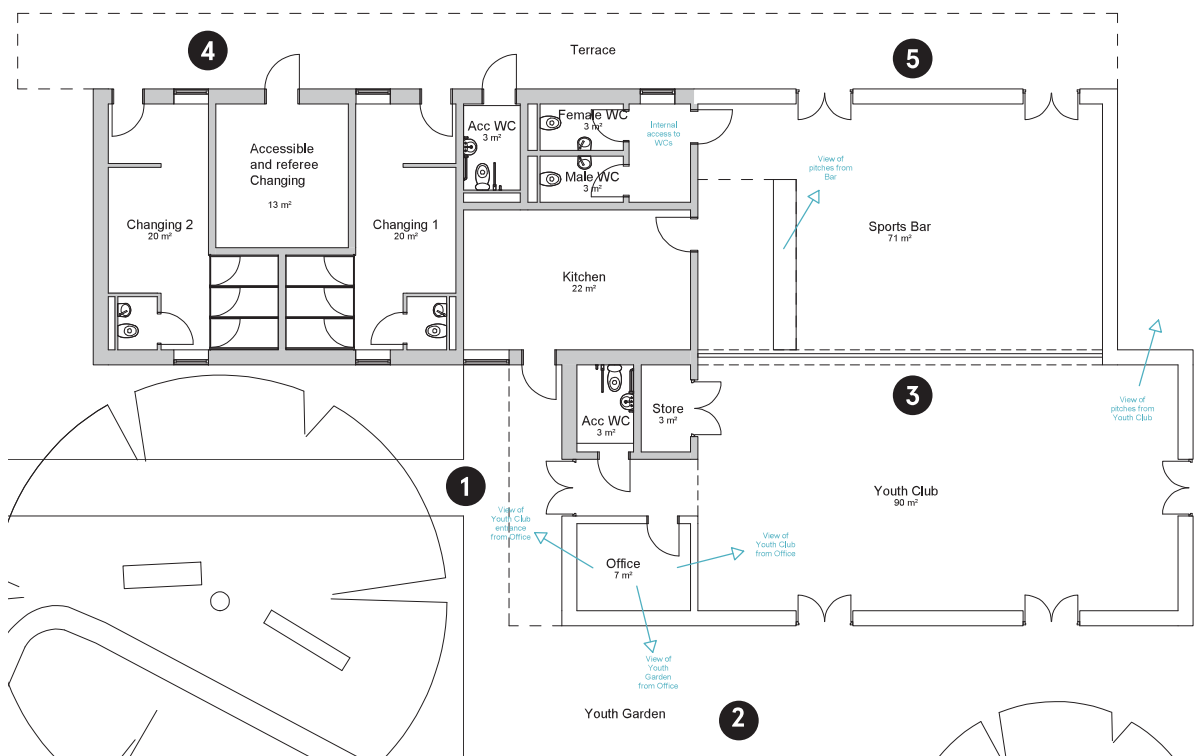 4
Terrace
5
Acc WC
3 m²
Female WC
3 m²
Internal
access to
WCs
Accessible
and referee
Changing
13 m²
View of
pitches from
Bar
Male WC
3 m²
Changing 2
20 m²
Changing 1
20 m²
Sports Bar
71 m²
Kitchen
22 m²
3
View of
pitches from
Youth Club
Acc WC
3 m²
Store
3 m²
1
Youth Club
90 m²
View of
Youth Club
entrance
from Office
View of
Youth Club
from Office
Office
7 m²
View of
Youth
Garden
from Office
Youth Garden
2